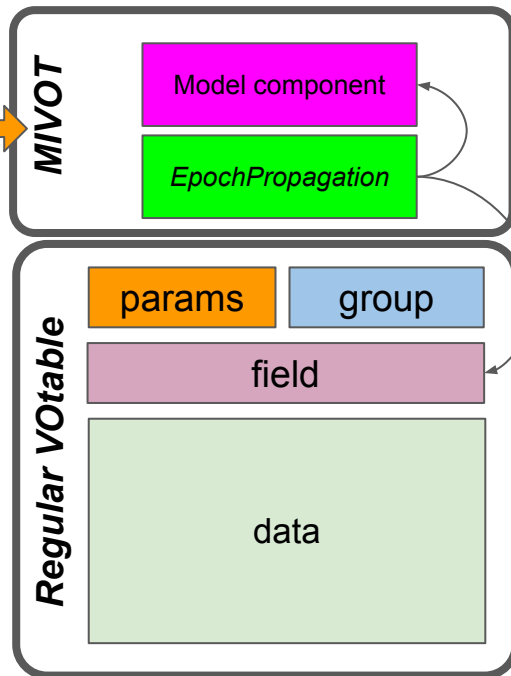 MIVOT
Model component
EpochPropagation
Regular VOtable
params
group
field
data